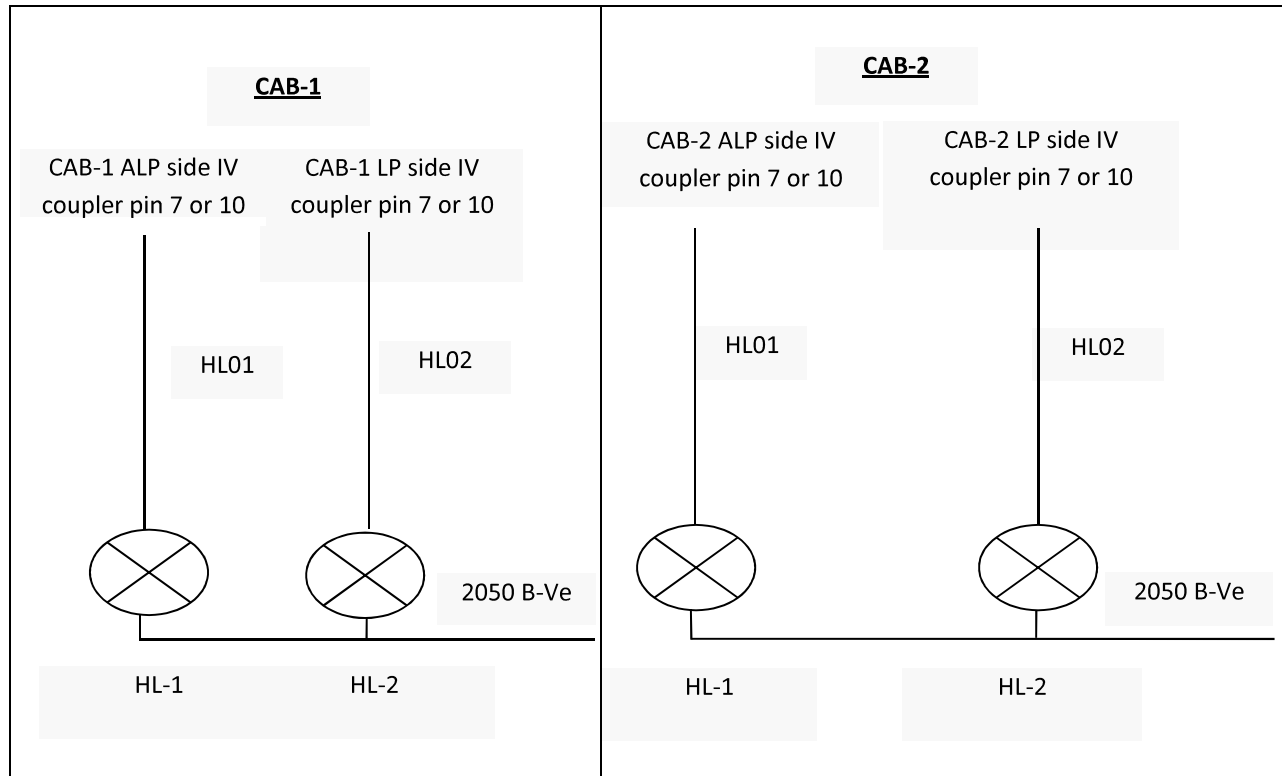 CAB-1
CAB-1 ALP side IV
coupler pin 7 or 10
CAB-1 LP side IV
coupler pin 7 or 10
HL01
HL02
2050 B-Ve
HL-1
HL-2
CAB-2
CAB-2 ALP side IV
coupler pin 7 or 10
CAB-2 LP side IV
coupler pin 7 or 10
HL01
HL02
2050 B-Ve
HL-1
HL-2